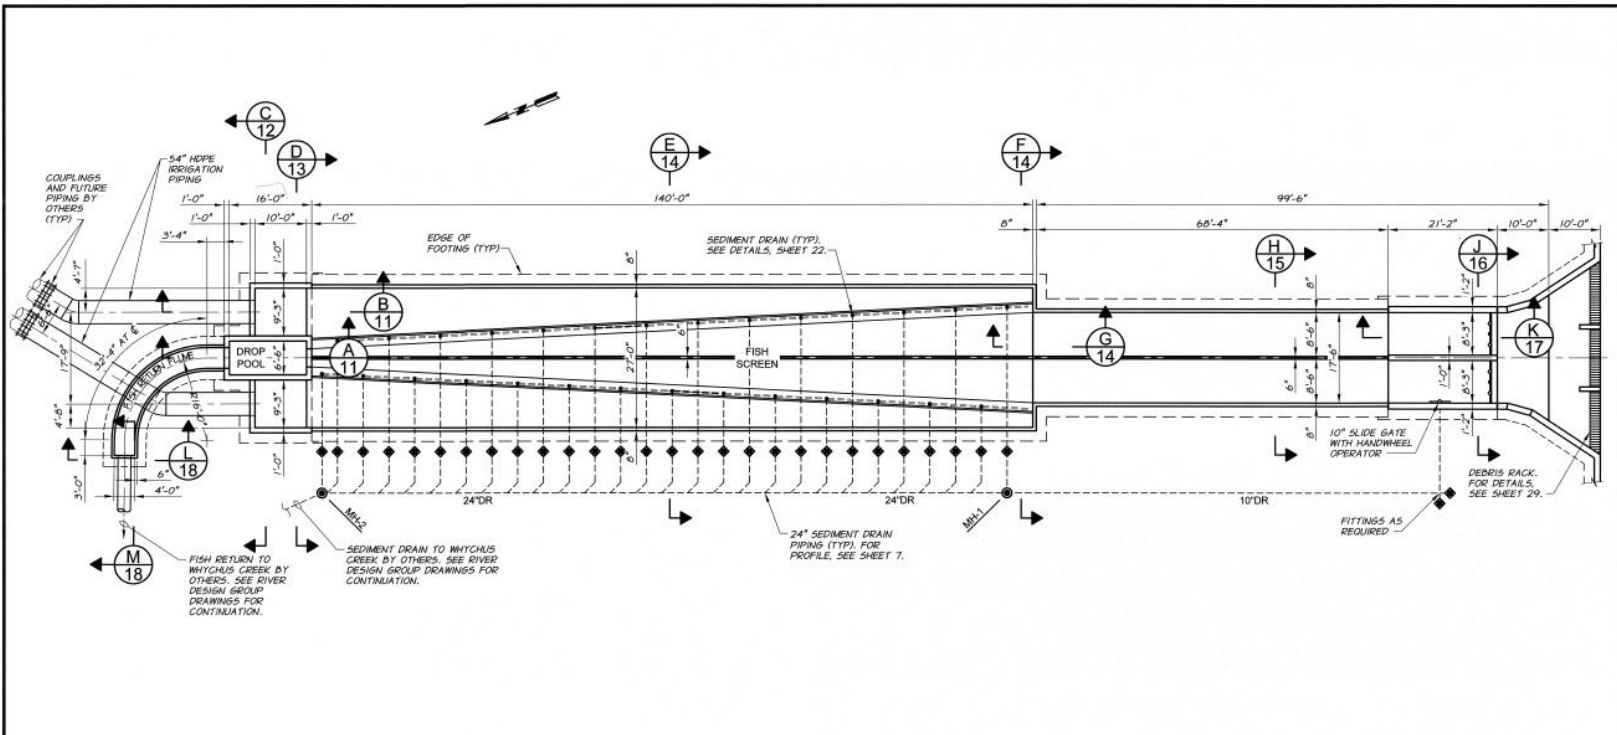 N
C
12
D
13
E
14
F
14
COUPLINGS
AND FUTURE
PIPING BY
OTHERS
(TYP)
54" HDPE
IRRIGATION
PIPING
1'-0"
16'-0"
140'-0"
99'-6"
1'-0"
10'-0"
1'-0"
8"
68'-4"
21'-2"
10'-0"
10'-0"
3'-4"
EDGE OF
FOOTING (TYP)
SEDIMENT DRAIN (TYP).
SEE DETAILS, SHEET 22.
H
15
J
16
1'-0"
8"
4'-7"
B
11
9'-3"
6"
8"
1'-2"
8'-6"
8'-3"
K
17
G
14
DROP
POOL
6'-6"
A
11
27'-0"
FISH
SCREEN
17'-6"
32'-4" AT ℄
17'-9"
FISH RETURN FLUME
R16'-0"
9'-3"
6"
8'-6"
1'-0"
8'-3"
4'-8"
L
18
1'-0"
8"
8"
1'-2"
10" SLIDE GATE
WITH HANDWHEEL
OPERATOR
3'-0"
6"
4'-0"
DEBRIS RACK.
FOR DETAILS,
SEE SHEET 29.
24"DR
24"DR
10"DR
MH-2
MH-1
FITTINGS AS
REQUIRED
24" SEDIMENT DRAIN
PIPING (TYP). FOR
PROFILE, SEE SHEET 7.
SEDIMENT DRAIN TO WHYCHUS
CREEK BY OTHERS. SEE RIVER
DESIGN GROUP DRAWINGS FOR
CONTINUATION.
M
18
FISH RETURN TO
WHYCHUS CREEK BY
OTHERS. SEE RIVER
DESIGN GROUP
DRAWINGS FOR
CONTINUATION.